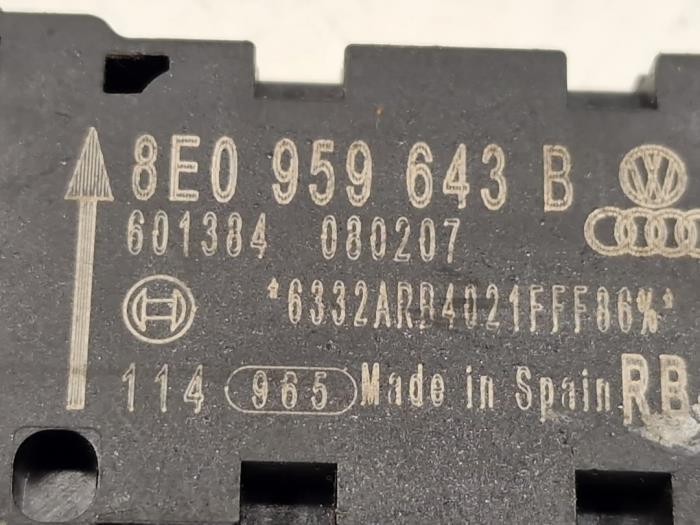 8E0 959 643 B
601384 080207
*6332ARB4021FFF86%*
114 965 Made in Spain RB